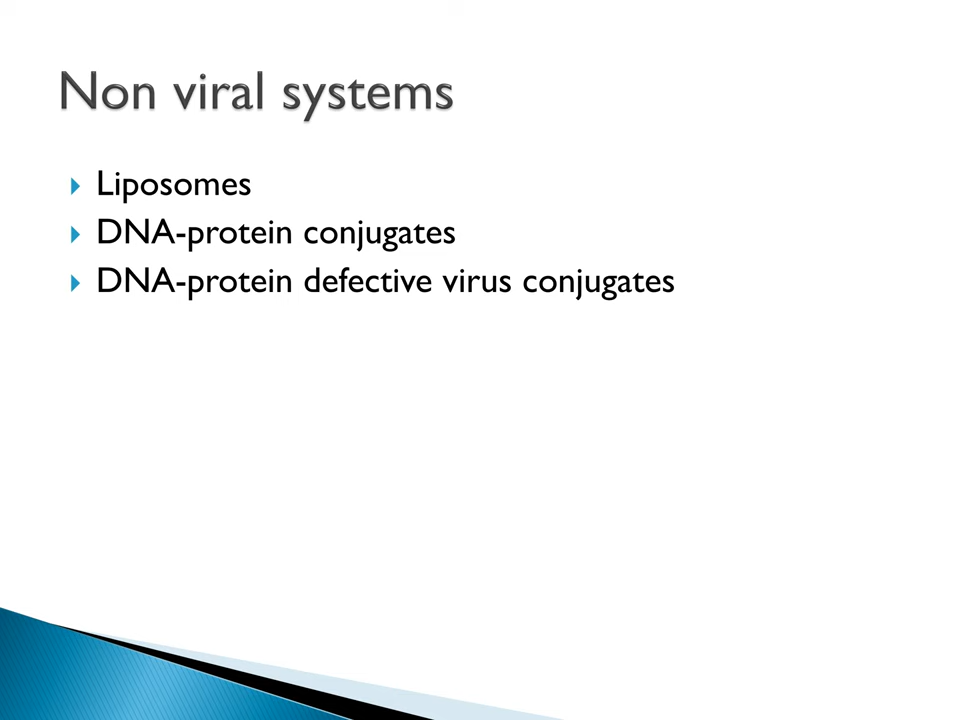 Non viral systems
Liposomes
DNA-protein conjugates
DNA-protein defective virus conjugates